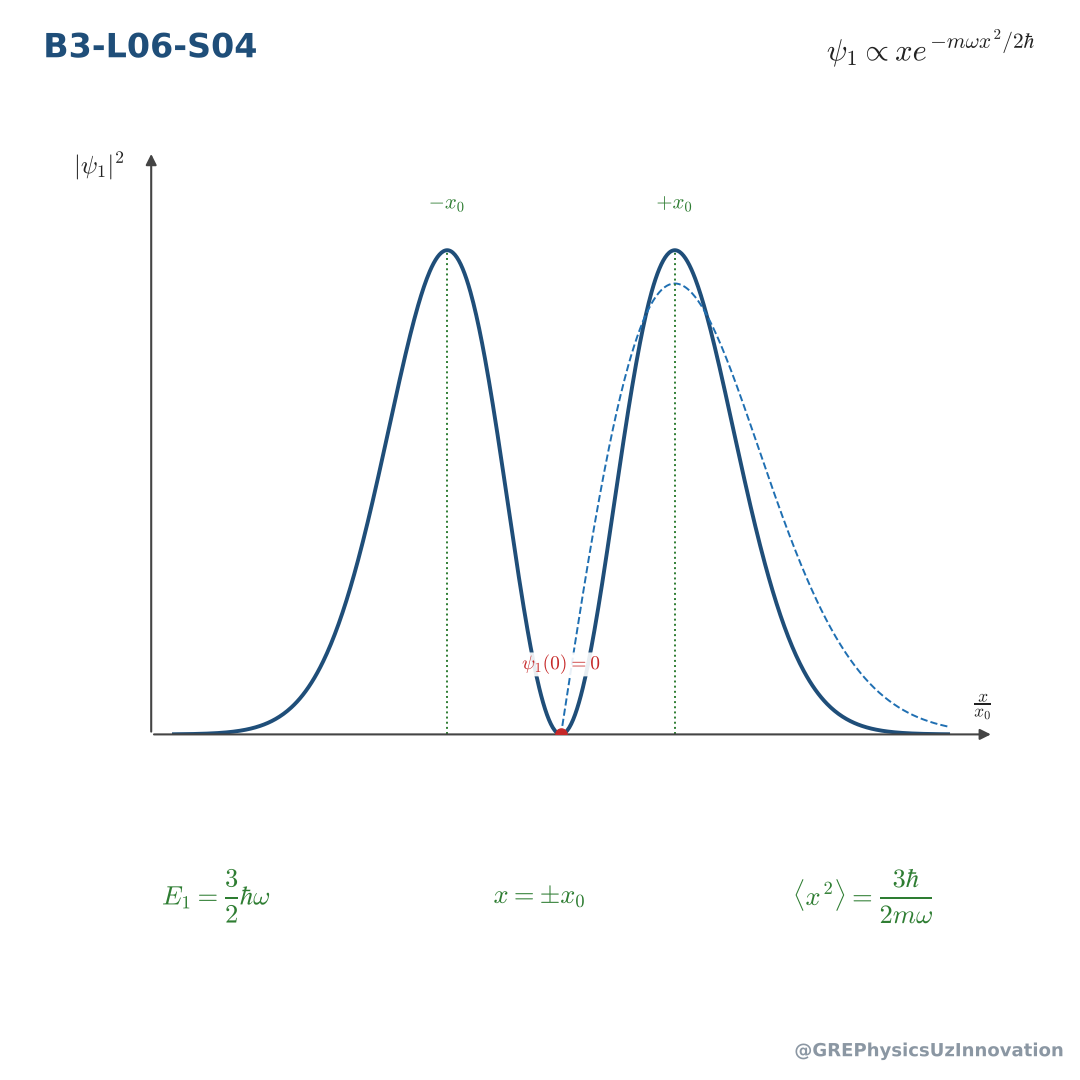 B3-L06-S04
ψ₁ ∝ xe^{−mωx²/2ħ}
|ψ₁|²
−x₀
+x₀
ψ₁(0) = 0
x/x₀
E₁ = 3/2 ħω
x = ±x₀
⟨x²⟩ = 3ħ/2mω
@GREPhysicsUzInnovation